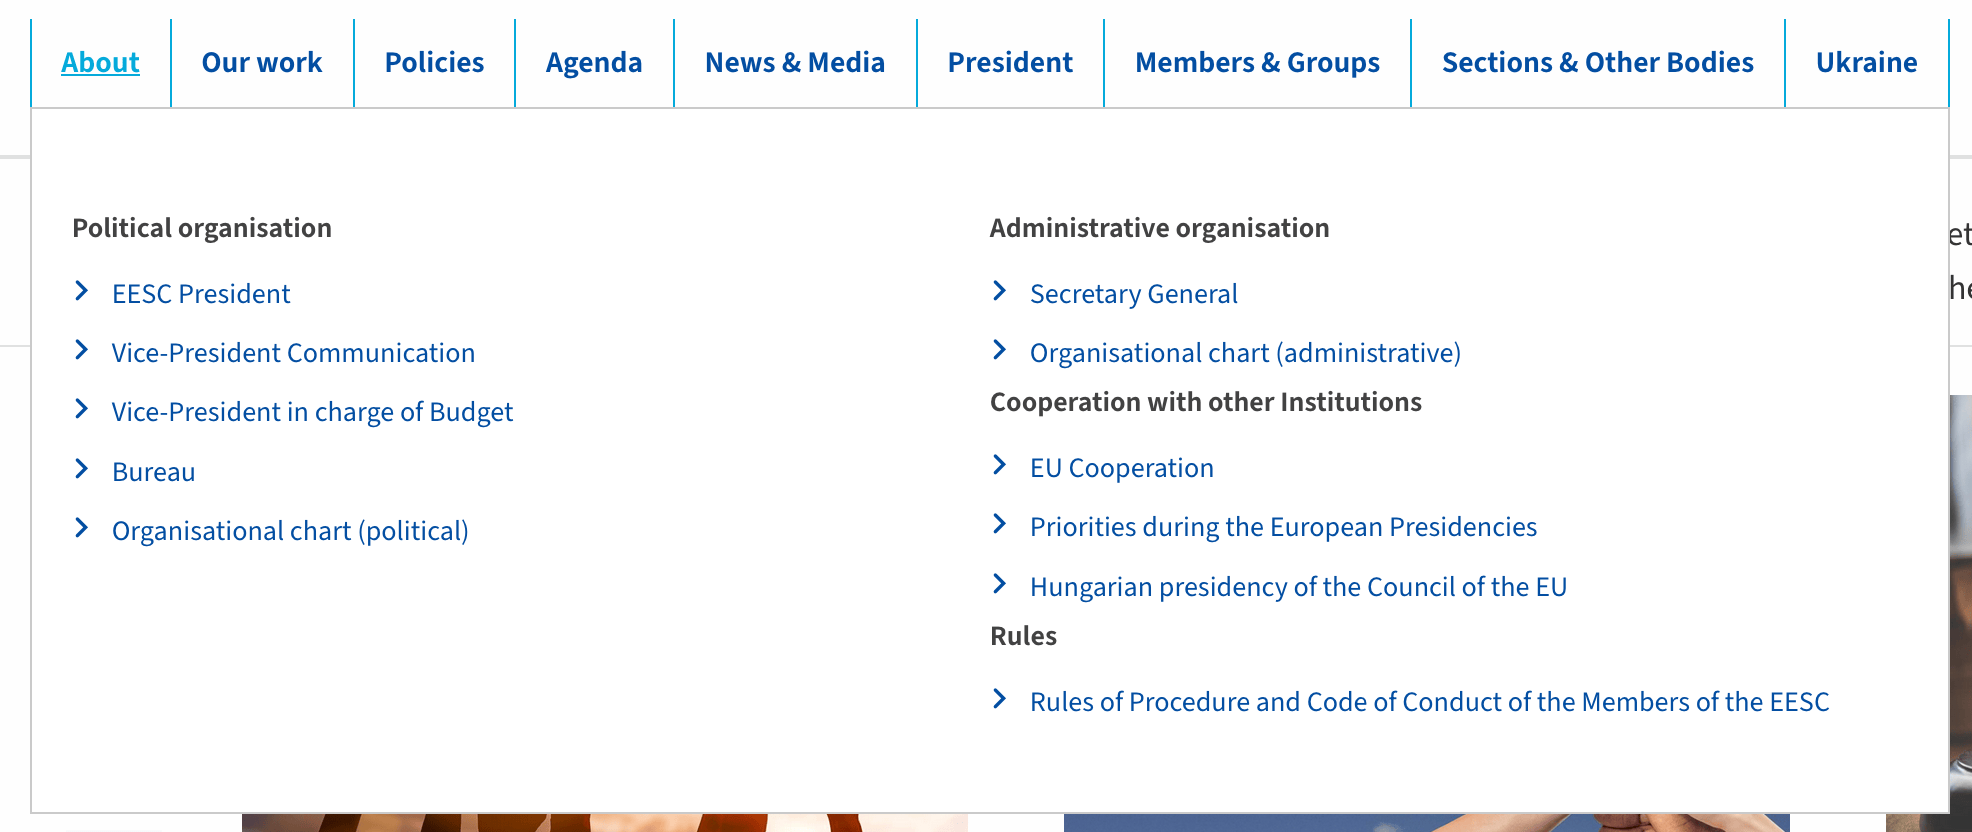 About
Our work
Policies
Agenda
News & Media
President
Members & Groups
Sections & Other Bodies
Ukraine
Political organisation
EESC President
Vice-President Communication
Vice-President in charge of Budget
Bureau
Organisational chart (political)
Administrative organisation
Secretary General
Organisational chart (administrative)
Cooperation with other Institutions
EU Cooperation
Priorities during the European Presidencies
Hungarian presidency of the Council of the EU
Rules
Rules of Procedure and Code of Conduct of the Members of the EESC